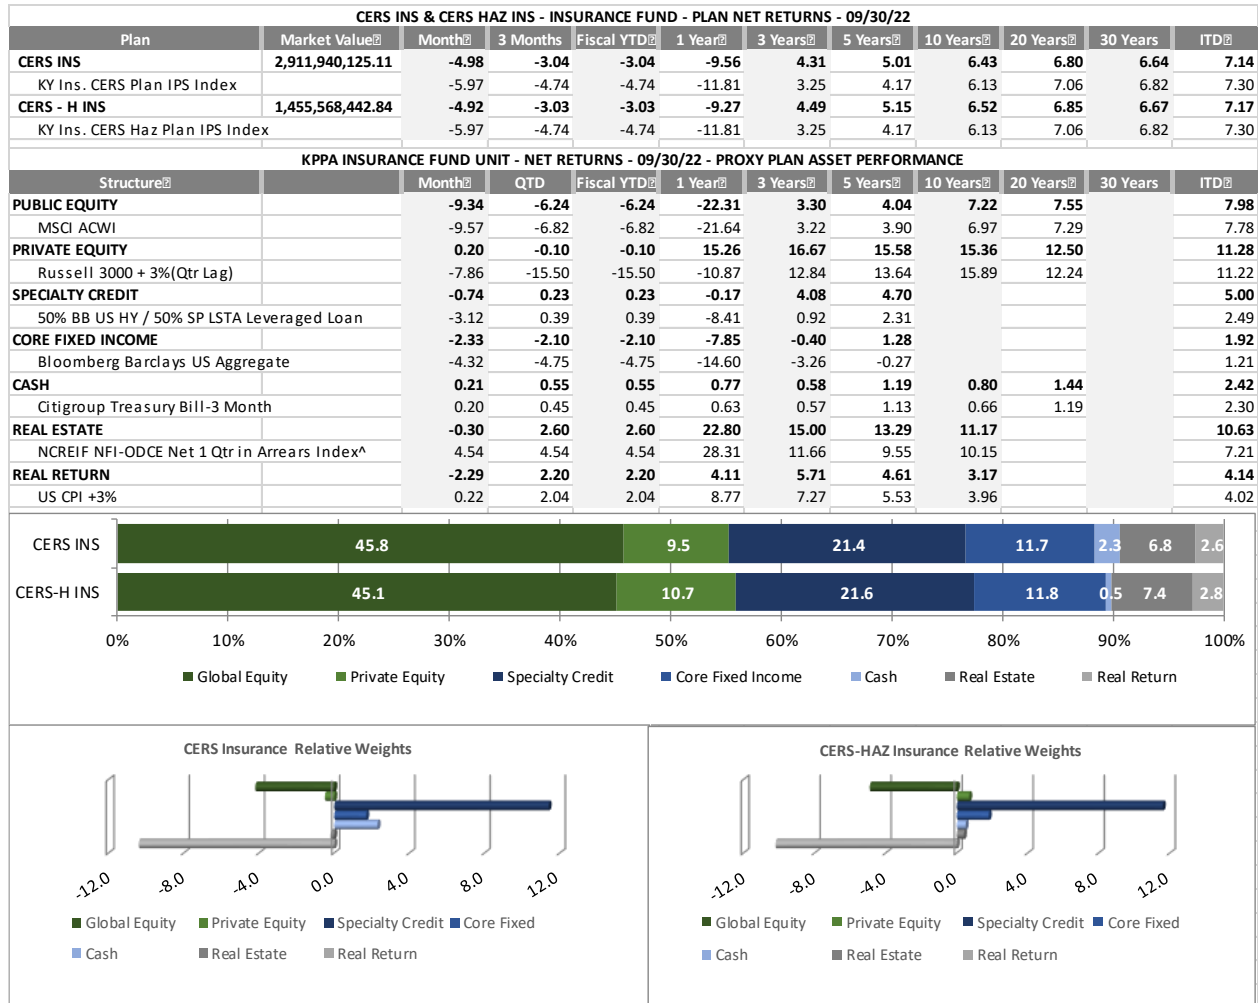 CERS INS & CERS HAZ INS - INSURANCE FUND - PLAN NET RETURNS - 09/30/22
Plan Market Value Month 3 Months Fiscal YTD 1 Year 3 Years 5 Years 10 Years 20 Years 30 Years ITD
CERS INS 2,911,940,125.11 -4.98 -3.04 -3.04 -9.56 4.31 5.01 6.43 6.80 6.64 7.14
KY Ins. CERS Plan IPS Index -5.97 -4.74 -4.74 -11.81 3.25 4.17 6.13 7.06 6.82 7.30
CERS - H INS 1,455,568,442.84 -4.92 -3.03 -3.03 -9.27 4.49 5.15 6.52 6.85 6.67 7.17
KY Ins. CERS Haz Plan IPS Index -5.97 -4.74 -4.74 -11.81 3.25 4.17 6.13 7.06 6.82 7.30
KPPA INSURANCE FUND UNIT - NET RETURNS - 09/30/22 - PROXY PLAN ASSET PERFORMANCE
Structure Month QTD Fiscal YTD 1 Year 3 Years 5 Years 10 Years 20 Years 30 Years ITD
PUBLIC EQUITY -9.34 -6.24 -6.24 -22.31 3.30 4.04 7.22 7.55 7.98
MSCI ACWI -9.57 -6.82 -6.82 -21.64 3.22 3.90 6.97 7.29 7.78
PRIVATE EQUITY 0.20 -0.10 -0.10 15.26 16.67 15.58 15.36 12.50 11.28
Russell 3000 + 3%(Qtr Lag) -7.86 -15.50 -15.50 -10.87 12.84 13.64 15.89 12.24 11.22
SPECIALTY CREDIT -0.74 0.23 0.23 -0.17 4.08 4.70 5.00
50% BB US HY / 50% SP LSTA Leveraged Loan -3.12 0.39 0.39 -8.41 0.92 2.31 2.49
CORE FIXED INCOME -2.33 -2.10 -2.10 -7.85 -0.40 1.28 1.92
Bloomberg Barclays US Aggregate -4.32 -4.75 -4.75 -14.60 -3.26 -0.27 1.21
CASH 0.21 0.55 0.55 0.77 0.58 1.19 0.80 1.44 2.42
Citigroup Treasury Bill-3 Month 0.20 0.45 0.45 0.63 0.57 1.13 0.66 1.19 2.30
REAL ESTATE -0.30 2.60 2.60 22.80 15.00 13.29 11.17 10.63
NCREIF NFI-ODCE Net 1 Qtr in Arrears Index^ 4.54 4.54 4.54 28.31 11.66 9.55 10.15 7.21
REAL RETURN -2.29 2.20 2.20 4.11 5.71 4.61 3.17 4.14
US CPI +3% 0.22 2.04 2.04 8.77 7.27 5.53 3.96 4.02
CERS INS 45.8 9.5 21.4 11.7 2.3 6.8 2.6
CERS-H INS 45.1 10.7 21.6 11.8 0.5 7.4 2.8
0% 10% 20% 30% 40% 50% 60% 70% 80% 90% 100%
Global Equity Private Equity Specialty Credit Core Fixed Income Cash Real Estate Real Return
CERS Insurance Relative Weights
-12.0 -8.0 -4.0 0.0 4.0 8.0 12.0
Global Equity Private Equity Specialty Credit Core Fixed
Cash Real Estate Real Return
CERS-HAZ Insurance Relative Weights
-12.0 -8.0 -4.0 0.0 4.0 8.0 12.0
Global Equity Private Equity Specialty Credit Core Fixed
Cash Real Estate Real Return